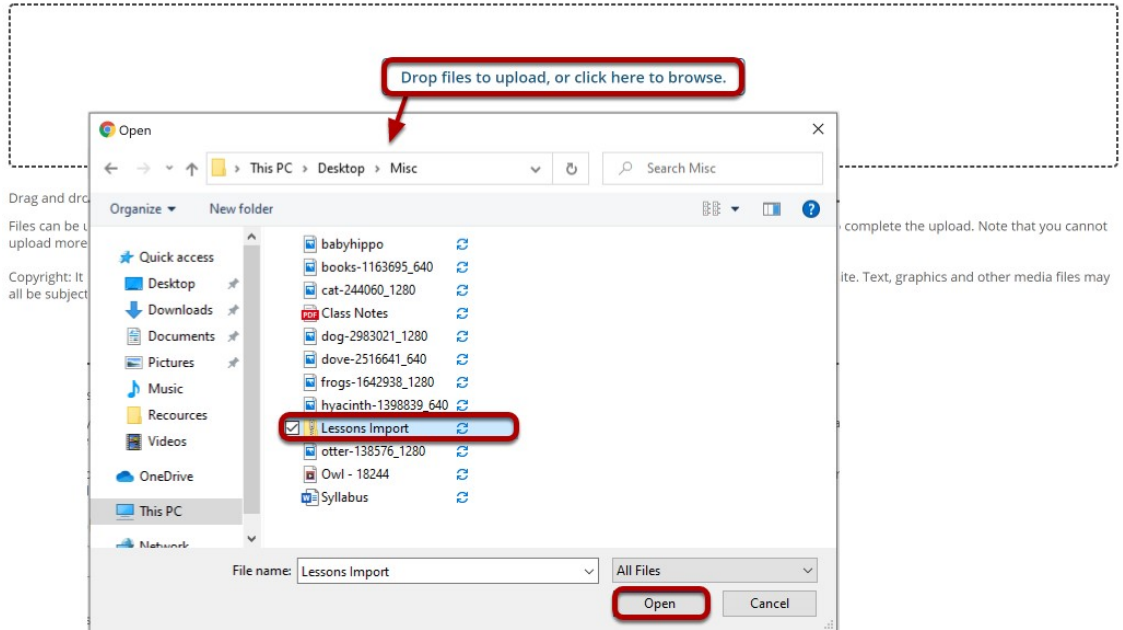 Drop files to upload, or click here to browse.
Open
This PC > Desktop > Misc
Search Misc
Drag and
Organize New folder
Files can be complete the upload. Note that you cannot
upload more
Copyright: It ite. Text, graphics and other media files may
all be subject
Quick access
Desktop
Downloads
Documents
Pictures
Music
Recources
Videos
OneDrive
This PC
Network
babyhippo
books-1163695_640
cat-244060_1280
PDF Class Notes
dog-2983021_1280
dove-2516641_640
frogs-1642938_1280
hyacinth-1398839_640
Lessons Import
otter-138576_1280
Owl - 18244
Syllabus
File name: Lessons Import All Files
Open Cancel